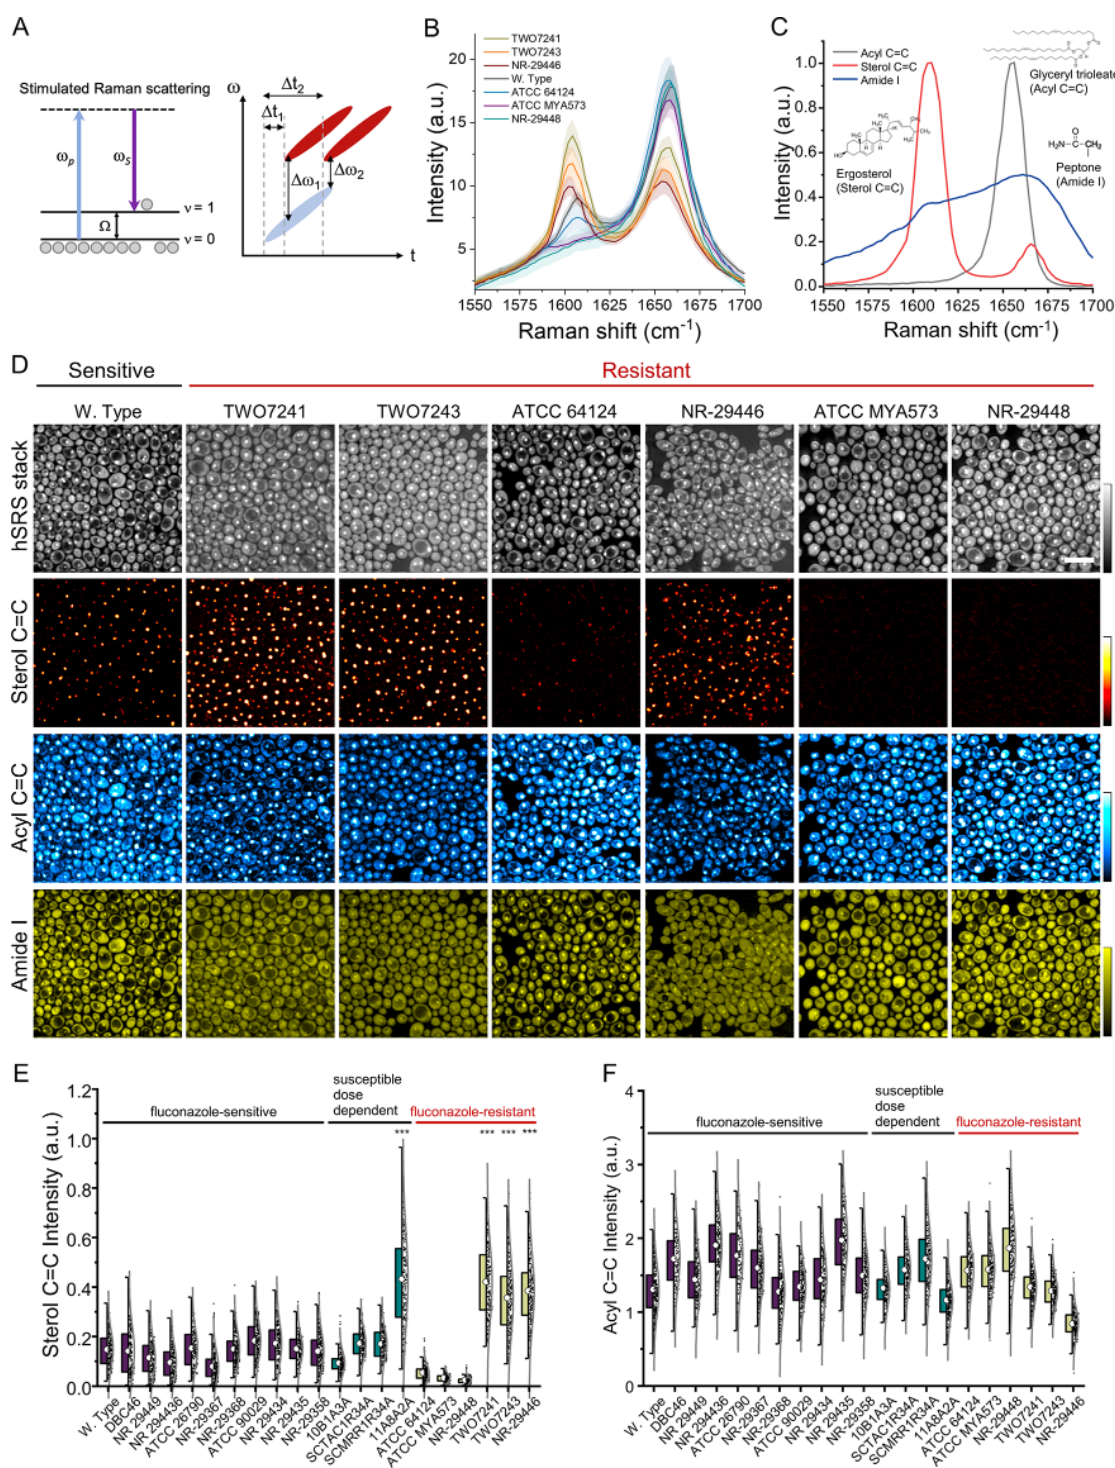 A
Stimulated Raman scattering
ωp
ωs
Ω
ν = 1
ν = 0
ω
Δt2
Δt1
Δω1
Δω2
t
B
Intensity (a.u.)
20
15
10
5
TWO7241
TWO7243
NR-29446
W. Type
ATCC 64124
ATCC MYA573
NR-29448
1550 1575 1600 1625 1650 1675 1700
Raman shift (cm-1)
C
Intensity (a.u.)
1.0
0.8
0.6
0.4
0.2
0.0
Acyl C=C
Sterol C=C
Amide I
Glyceryl trioleate
(Acyl C=C)
Ergosterol
(Sterol C=C)
Peptone
(Amide I)
1550 1575 1600 1625 1650 1675 1700
Raman shift (cm-1)
D
Sensitive Resistant
W. Type TWO7241 TWO7243 ATCC 64124 NR-29446 ATCC MYA573 NR-29448
hSRS stack
Sterol C=C
Acyl C=C
Amide I
E
Sterol C=C Intensity (a.u.)
1.2
1.0
0.8
0.6
0.4
0.2
0.0
fluconazole-sensitive
susceptible
dose
dependent
fluconazole-resistant
*** *** *** ***
W. Type
DBC46
NR 29449
NR 294436
ATCC 26790
NR-29367
NR-29368
ATCC 90029
NR-29434
NR-29435
NR-29358
10B1A3A
SCTAC1R34A
SCMRR1R34A
11A8A2A
ATCC 64124
ATCC MYA573
NR-29448
TWO7241
TWO7243
NR-29446
F
Acyl C=C Intensity (a.u.)
4
3
2
1
0
fluconazole-sensitive
susceptible
dose
dependent
fluconazole-resistant
W. Type
DBC46
NR 29449
NR 294436
ATCC 26790
NR-29367
NR-29368
ATCC 90029
NR-29434
NR-29435
NR-29358
10B1A3A
SCTAC1R34A
SCMRR1R34A
11A8A2A
ATCC 64124
ATCC MYA573
NR-29448
TWO7241
TWO7243
NR-29446